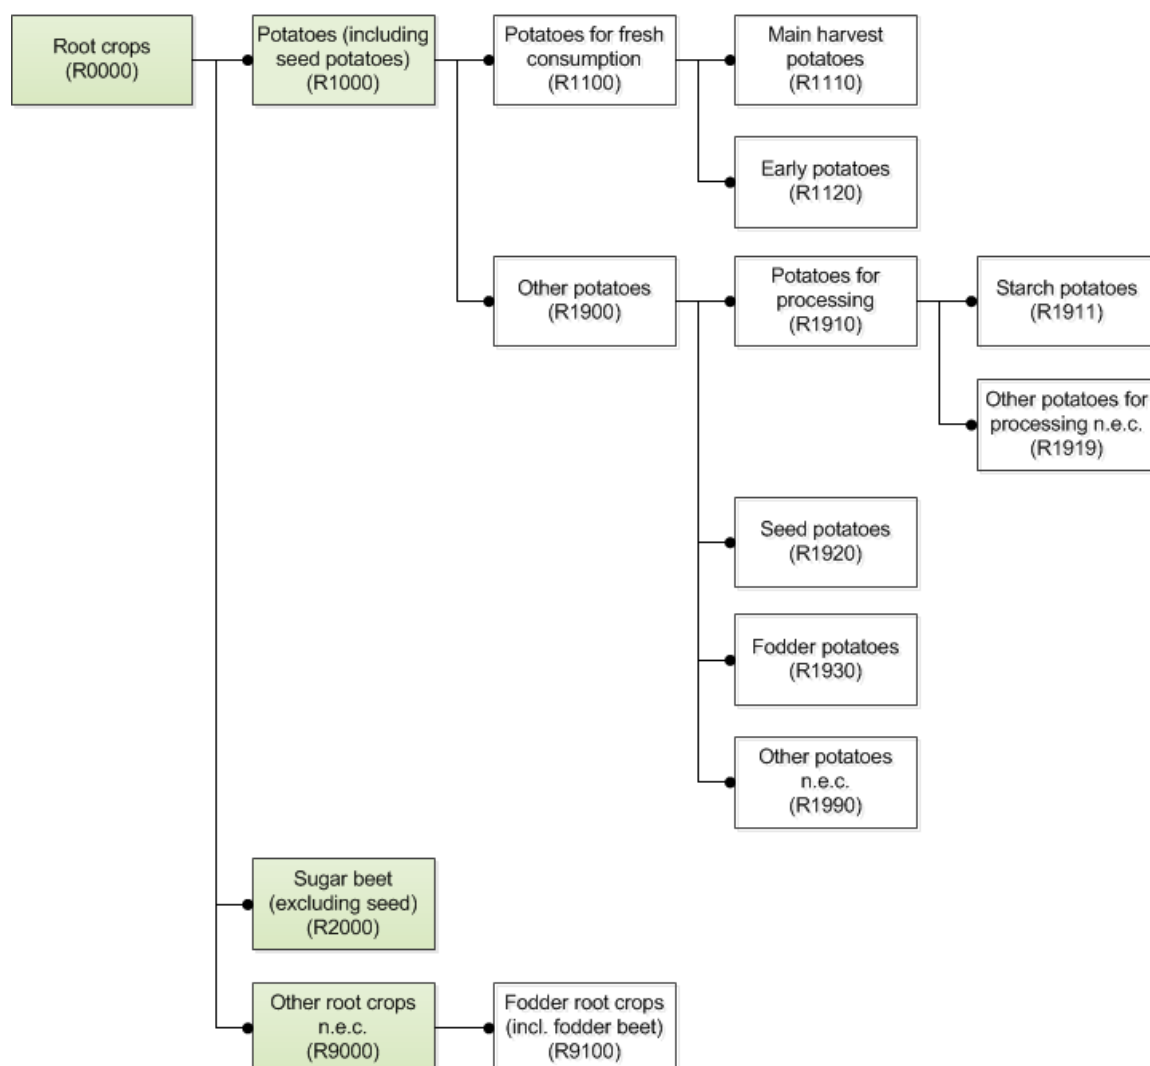 Root crops
(R0000)
Potatoes (including
seed potatoes)
(R1000)
Potatoes for fresh
consumption
(R1100)
Main harvest
potatoes
(R1110)
Early potatoes
(R1120)
Other potatoes
(R1900)
Potatoes for
processing
(R1910)
Starch potatoes
(R1911)
Other potatoes for
processing n.e.c.
(R1919)
Seed potatoes
(R1920)
Fodder potatoes
(R1930)
Other potatoes
n.e.c.
(R1990)
Sugar beet
(excluding seed)
(R2000)
Other root crops
n.e.c.
(R9000)
Fodder root crops
(incl. fodder beet)
(R9100)